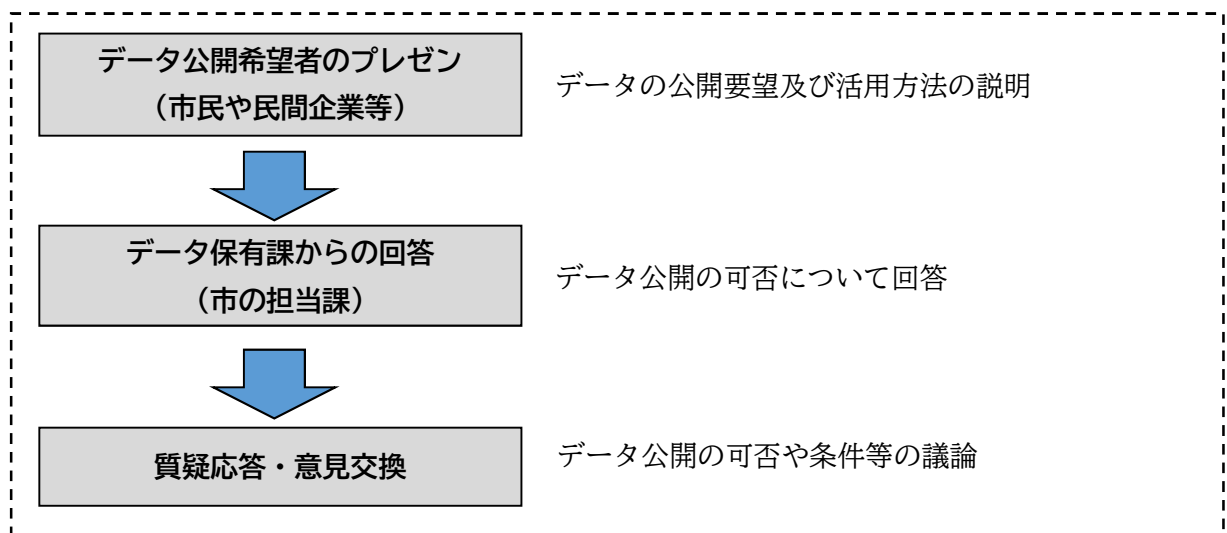 データ公開希望者のプレゼン
（市民や民間企業等）
データの公開要望及び活用方法の説明
データ保有課からの回答
（市の担当課）
データ公開の可否について回答
質疑応答・意見交換
データ公開の可否や条件等の議論